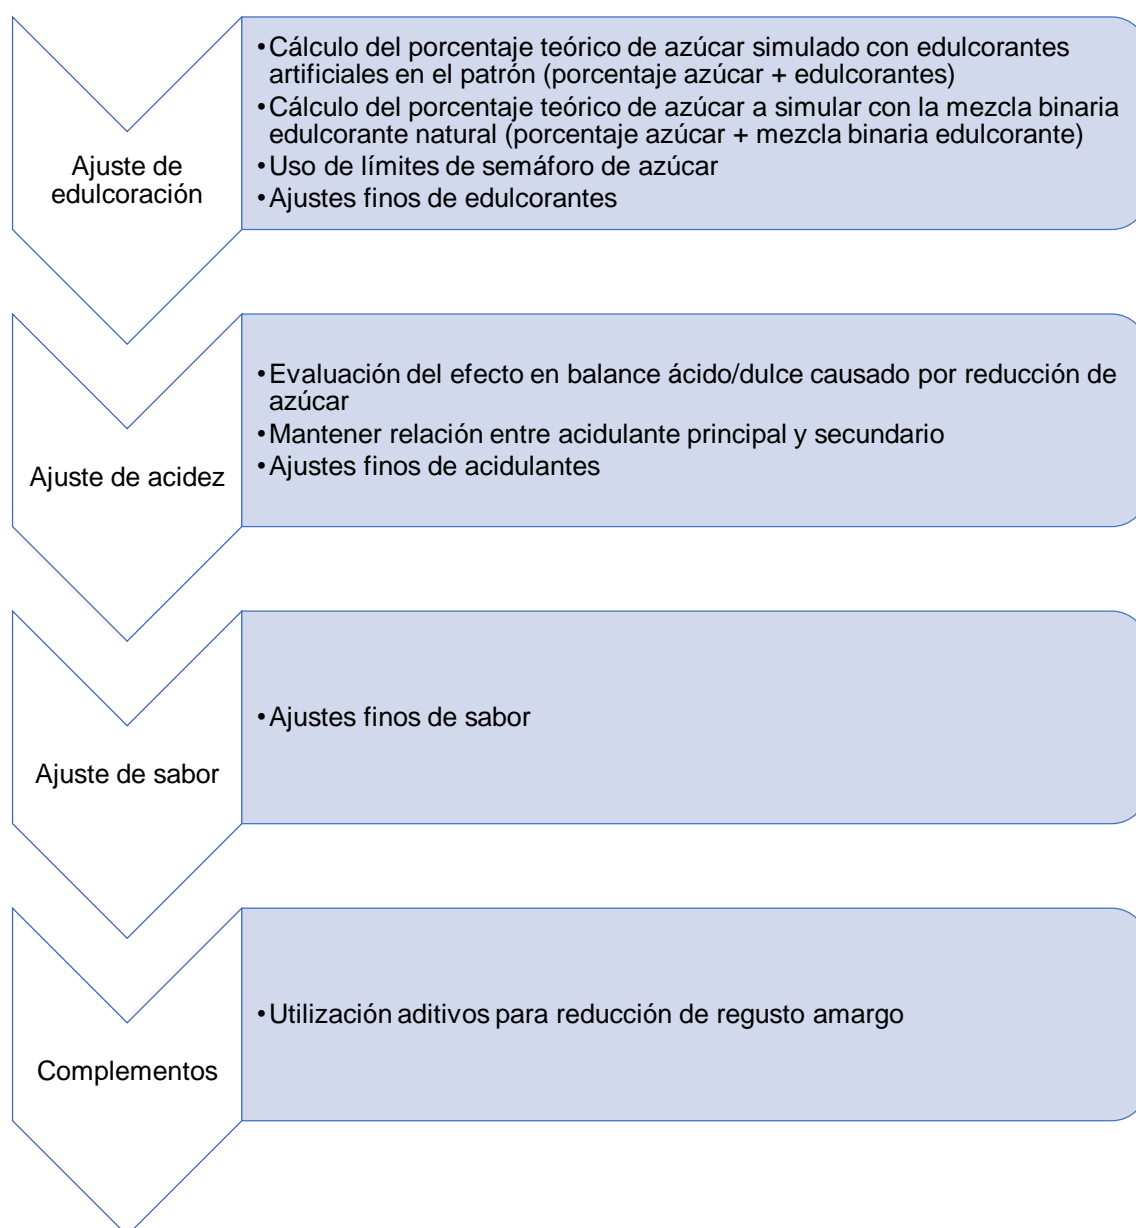 •Cálculo del porcentaje teórico de azúcar simulado con edulcorantes
artificiales en el patrón (porcentaje azúcar + edulcorantes)
•Cálculo del porcentaje teórico de azúcar a simular con la mezcla binaria
edulcorante natural (porcentaje azúcar + mezcla binaria edulcorante)
•Uso de límites de semáforo de azúcar
•Ajustes finos de edulcorantes
Ajuste de
edulcoración
•Evaluación del efecto en balance ácido/dulce causado por reducción de
azúcar
•Mantener relación entre acidulante principal y secundario
•Ajustes finos de acidulantes
Ajuste de acidez
•Ajustes finos de sabor
Ajuste de sabor
•Utilización aditivos para reducción de regusto amargo
Complementos